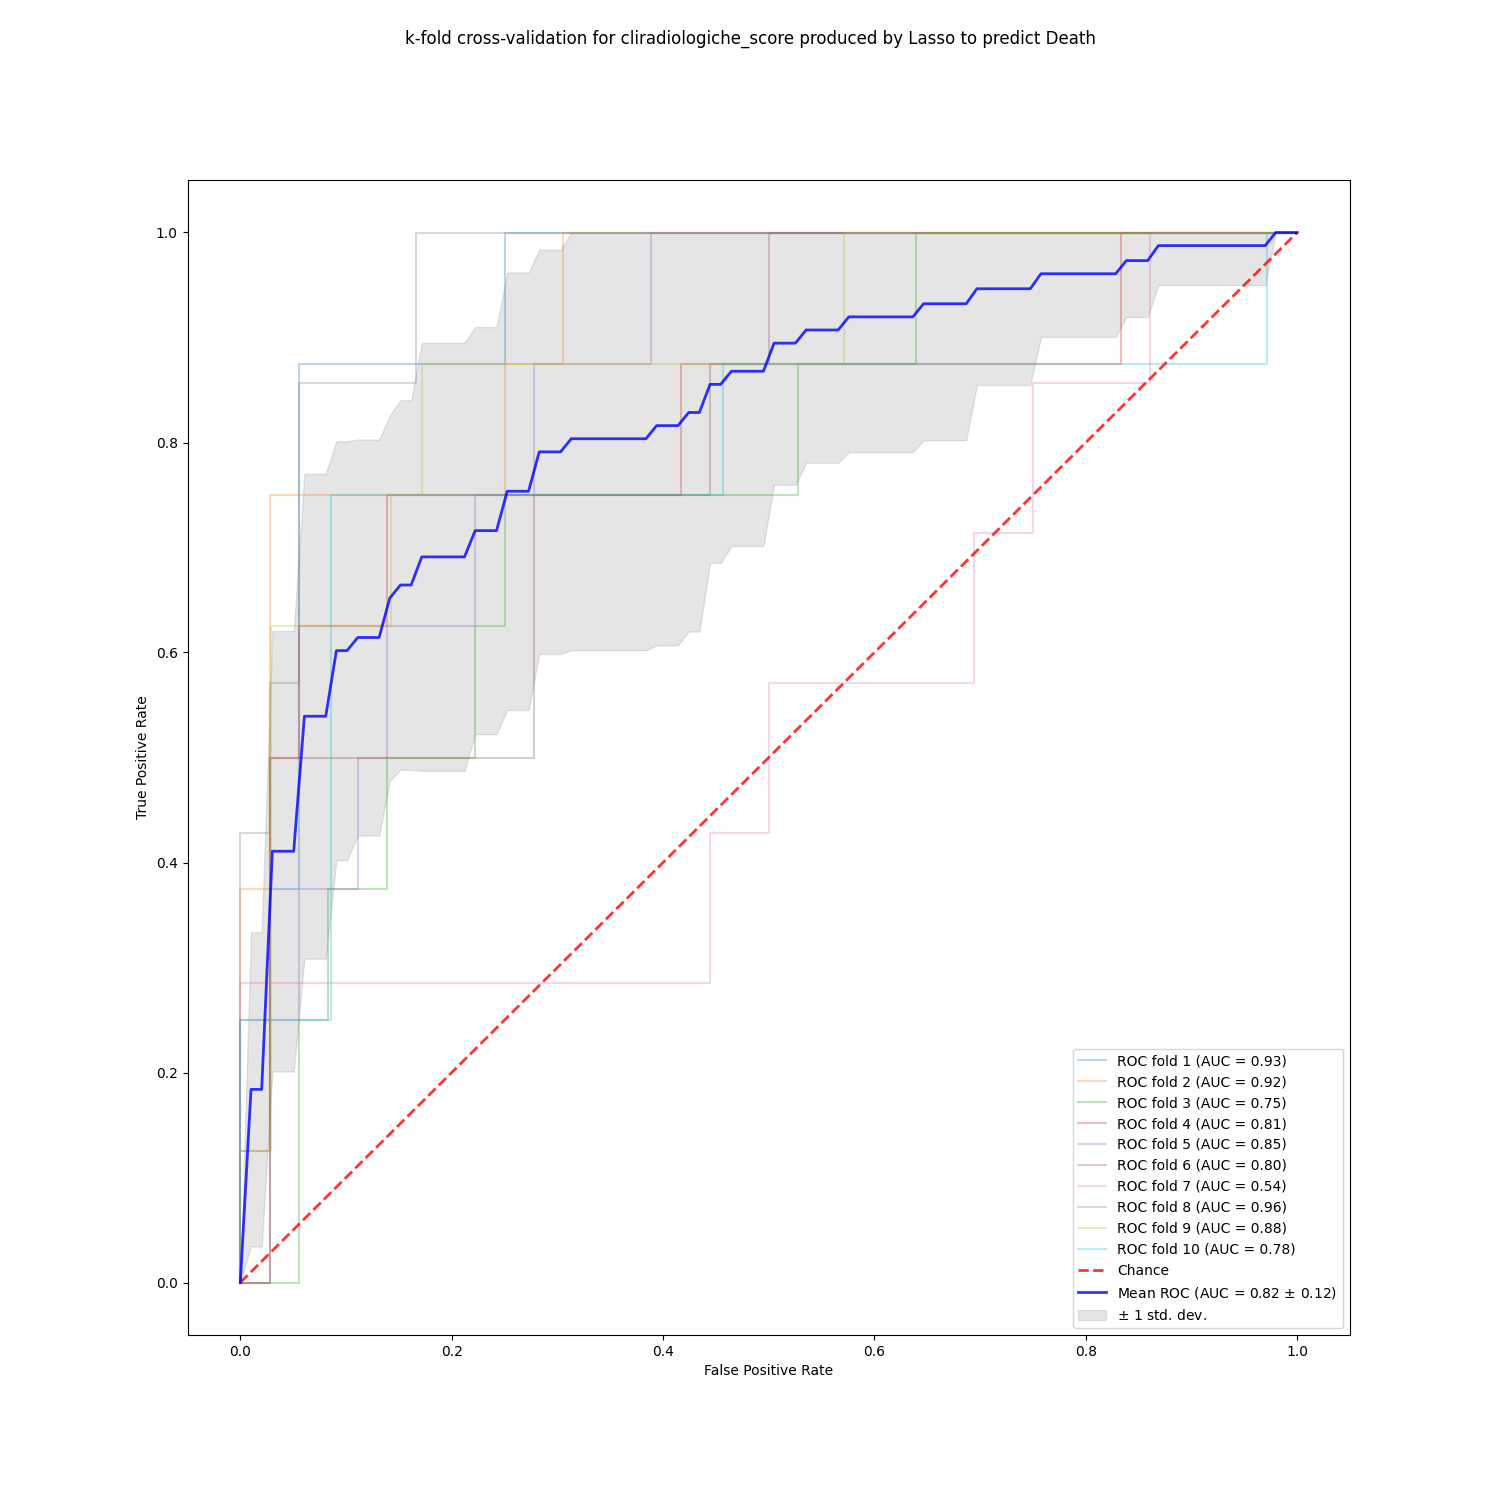 k-fold cross-validation for cliradiologiche_score produced by Lasso to predict Death
1.0
0.8
0.6
0.4
0.2
0.0
True Positive Rate
0.0 0.2 0.4 0.6 0.8 1.0
False Positive Rate
ROC fold 1 (AUC = 0.93)
ROC fold 2 (AUC = 0.92)
ROC fold 3 (AUC = 0.75)
ROC fold 4 (AUC = 0.81)
ROC fold 5 (AUC = 0.85)
ROC fold 6 (AUC = 0.80)
ROC fold 7 (AUC = 0.54)
ROC fold 8 (AUC = 0.96)
ROC fold 9 (AUC = 0.88)
ROC fold 10 (AUC = 0.78)
Chance
Mean ROC (AUC = 0.82 ± 0.12)
± 1 std. dev.